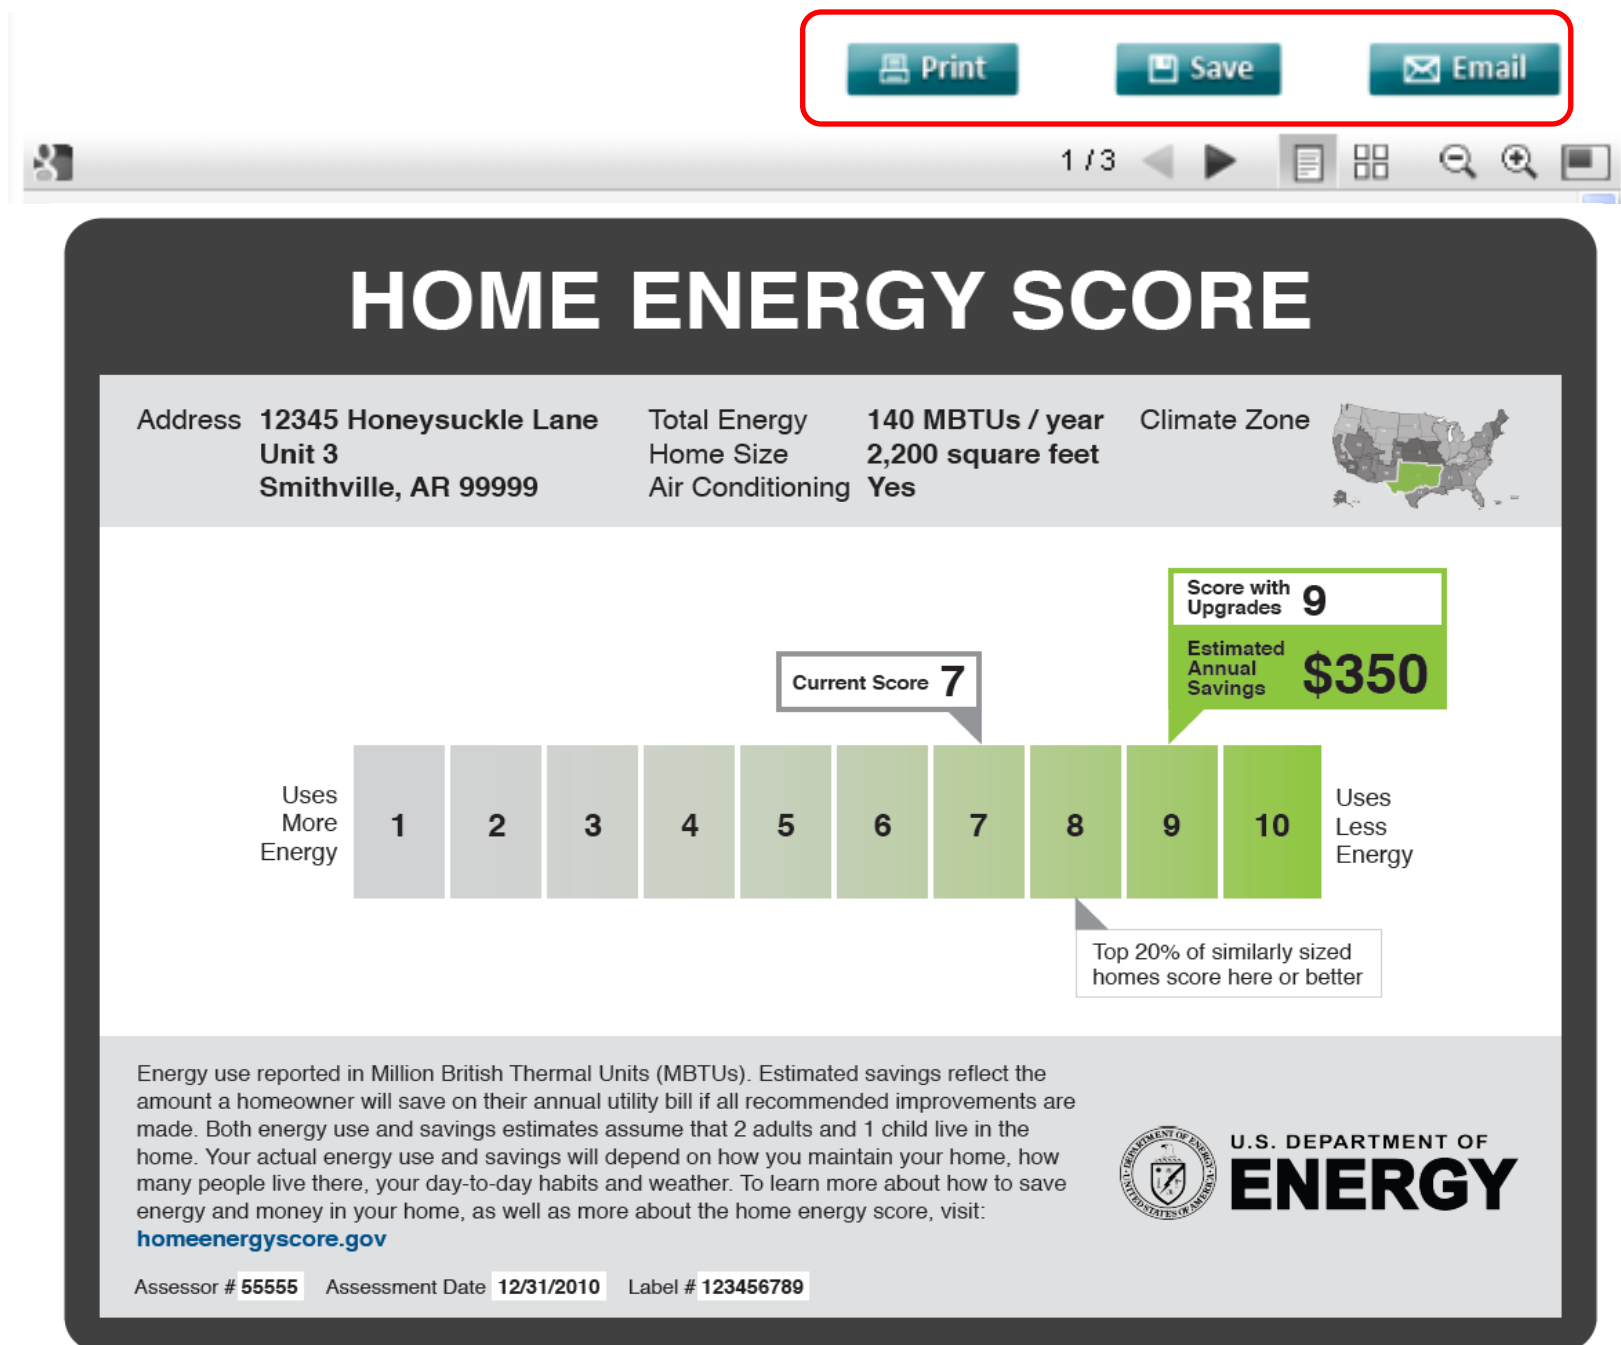 Print Save Email
1 / 3
HOME ENERGY SCORE
Address 12345 Honeysuckle Lane
Unit 3
Smithville, AR 99999
Total Energy 140 MBTUs / year
Home Size 2,200 square feet
Air Conditioning Yes
Climate Zone
Score with
Upgrades 9
Estimated
Annual
Savings $350
Current Score 7
Uses
More
Energy
1 2 3 4 5 6 7 8 9 10
Uses
Less
Energy
Top 20% of similarly sized
homes score here or better
Energy use reported in Million British Thermal Units (MBTUs). Estimated savings reflect the
amount a homeowner will save on their annual utility bill if all recommended improvements are
made. Both energy use and savings estimates assume that 2 adults and 1 child live in the
home. Your actual energy use and savings will depend on how you maintain your home, how
many people live there, your day-to-day habits and weather. To learn more about how to save
energy and money in your home, as well as more about the home energy score, visit:
homeenergyscore.gov
DEPARTMENT OF ENERGY
UNITED STATES OF AMERICA
U.S. DEPARTMENT OF
ENERGY
Assessor # 55555 Assessment Date 12/31/2010 Label # 123456789